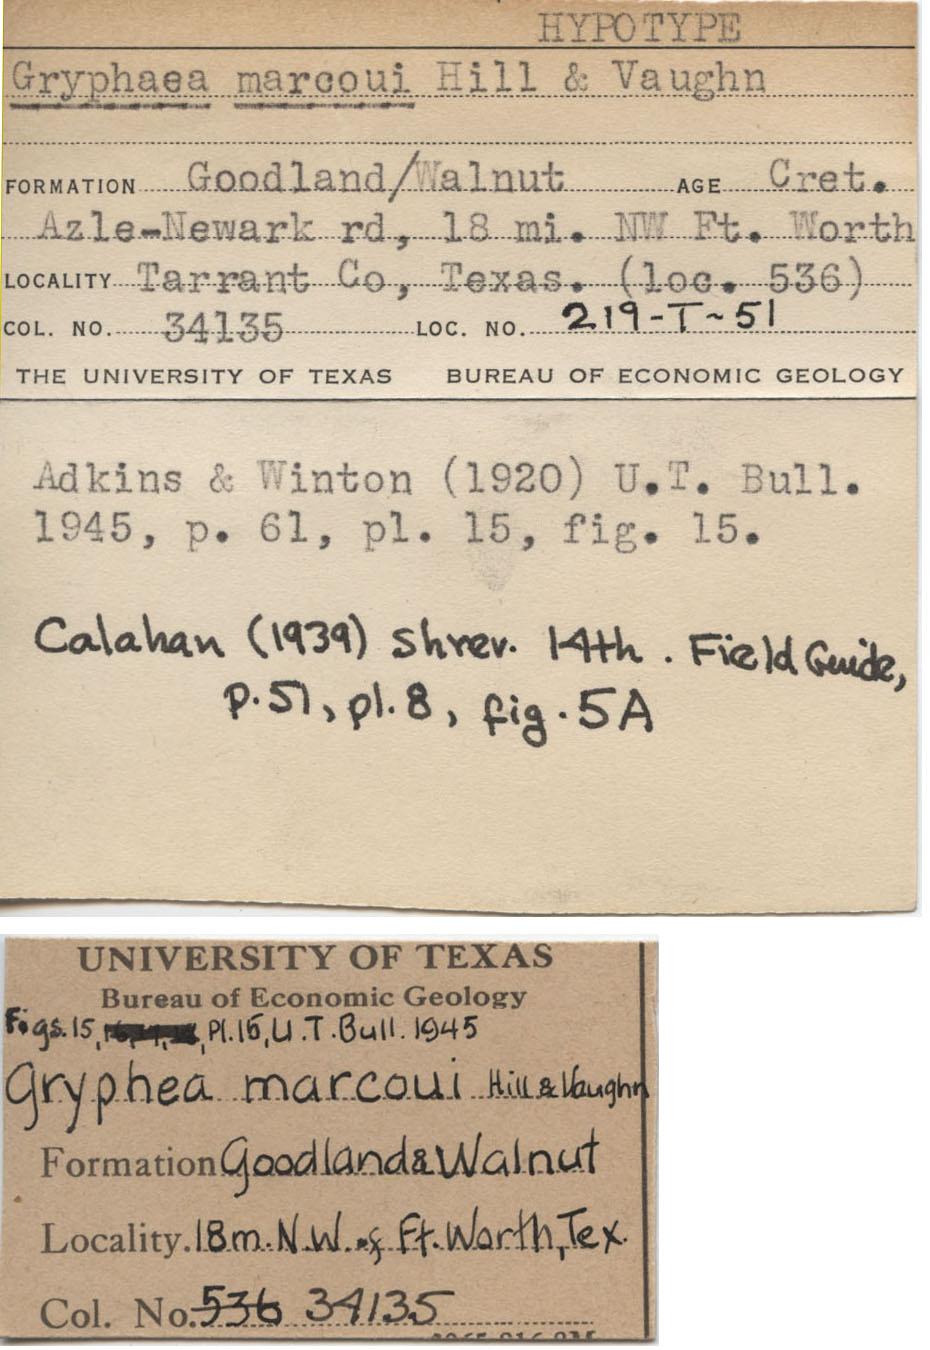 HYPOTYPE
Gryphaea marcoui Hill & Vaughn
FORMATION Goodland/Walnut AGE Cret.
Azle-Newark rd, 18 mi. NW Ft. Worth
LOCALITY Tarrant Co, Texas. (loc. 536)
COL. NO. 34135 LOC. NO. 219-T-51
THE UNIVERSITY OF TEXAS BUREAU OF ECONOMIC GEOLOGY
Adkins & Winton (1920) U.T. Bull.
1945, p. 61, pl. 15, fig. 15.
Calahan (1939) Shrev. 14th. Field Guide,
p.51, pl.8, fig.5A
UNIVERSITY OF TEXAS
Bureau of Economic Geology
Figs.15, Pl.15, U.T.Bull.1945
Gryphea marcoui Hill & Vaughn
Formation Goodland & Walnut
Locality. 18m. N.W. of Ft. Worth, Tex.
Col. No. 536 34135